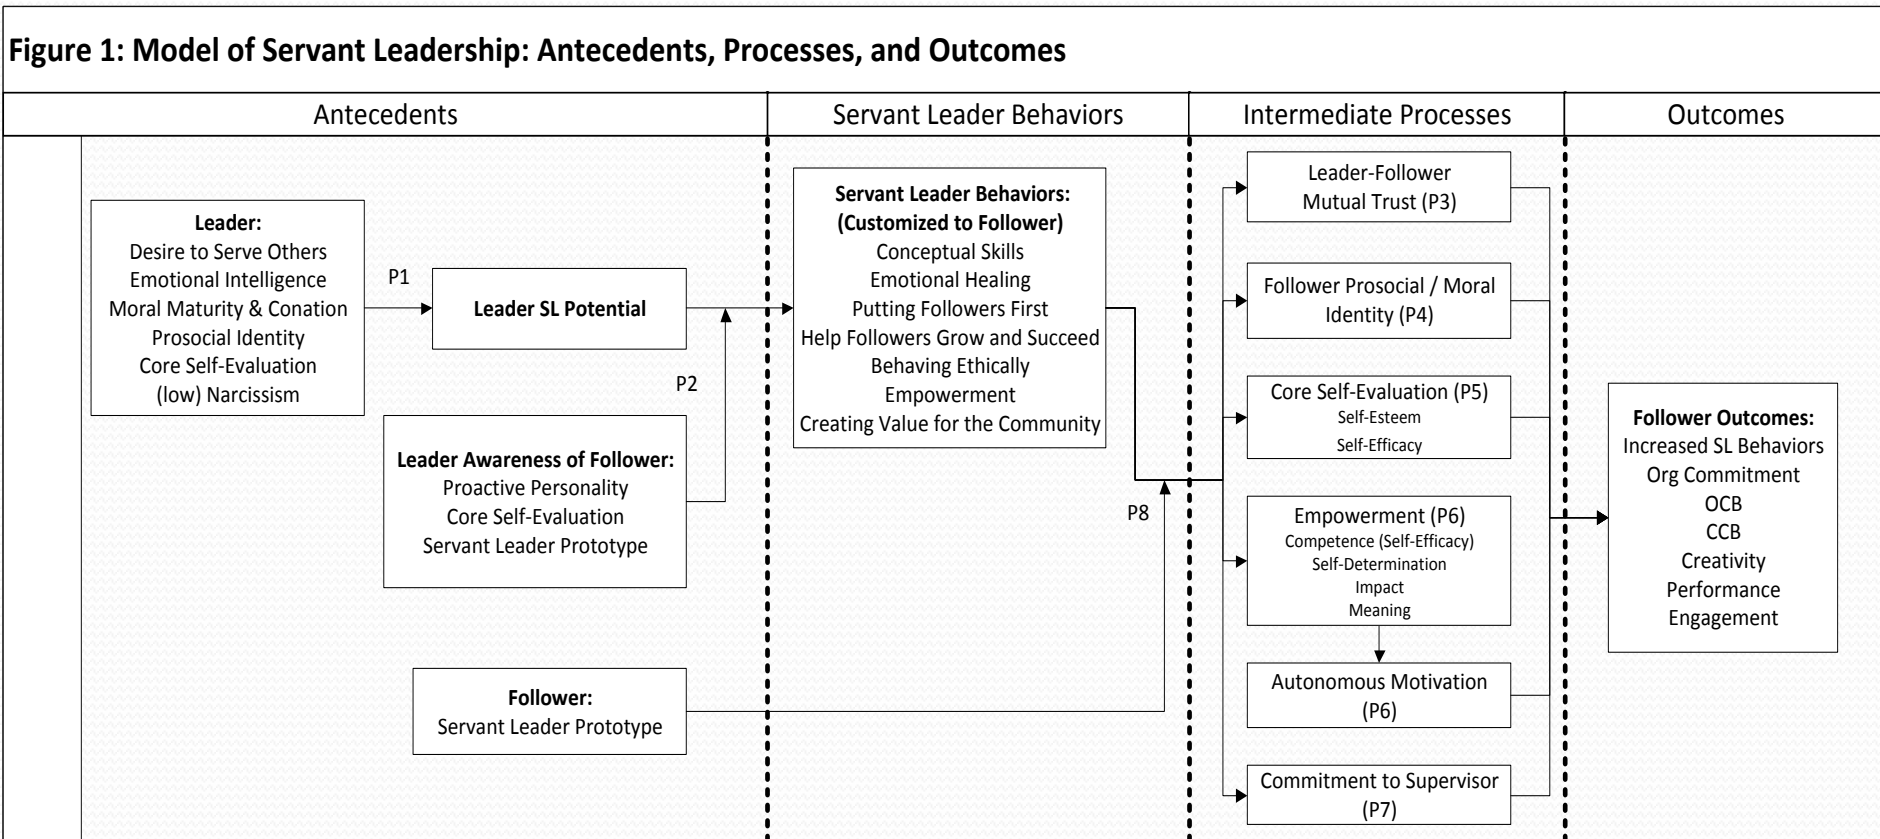 Figure 1: Model of Servant Leadership: Antecedents, Processes, and Outcomes
Antecedents
Servant Leader Behaviors
Intermediate Processes
Outcomes
Leader:
Desire to Serve Others
Emotional Intelligence
Moral Maturity & Conation
Prosocial Identity
Core Self-Evaluation
(low) Narcissism
P1
Leader SL Potential
P2
Leader Awareness of Follower:
Proactive Personality
Core Self-Evaluation
Servant Leader Prototype
Follower:
Servant Leader Prototype
Servant Leader Behaviors:
(Customized to Follower)
Conceptual Skills
Emotional Healing
Putting Followers First
Help Followers Grow and Succeed
Behaving Ethically
Empowerment
Creating Value for the Community
P8
Leader-Follower
Mutual Trust (P3)
Follower Prosocial / Moral
Identity (P4)
Core Self-Evaluation (P5)
Self-Esteem
Self-Efficacy
Empowerment (P6)
Competence (Self-Efficacy)
Self-Determination
Impact
Meaning
Autonomous Motivation
(P6)
Commitment to Supervisor
(P7)
Follower Outcomes:
Increased SL Behaviors
Org Commitment
OCB
CCB
Creativity
Performance
Engagement